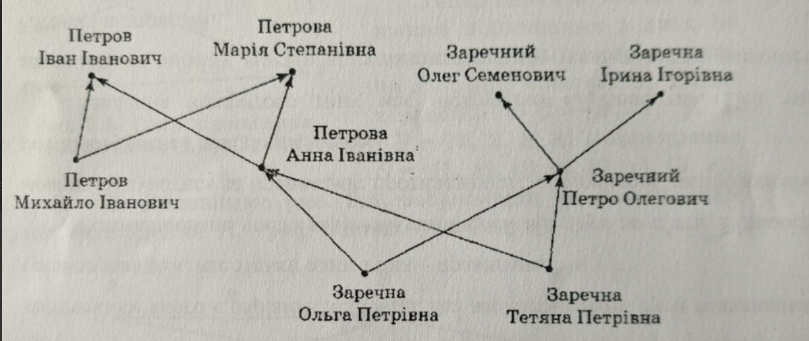 Петров
Іван Іванович
Петрова
Марія Степанівна
Заречний
Олег Семенович
Заречна
Ірина Ігорівна
Петрова
Анна Іванівна
Петров
Михайло Іванович
Заречний
Петро Олегович
Заречна
Ольга Петрівна
Заречна
Тетяна Петрівна